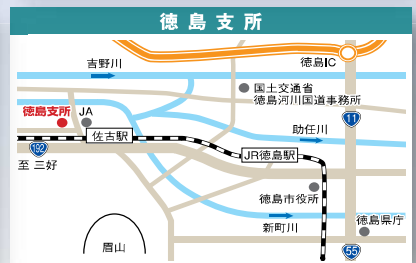 徳島支所
吉野川
徳島IC
国土交通省
徳島河川国道事務所
徳島支所
JA
11
佐古駅
助任川
192
JR徳島駅
至 三好
徳島市役所
新町川
徳島県庁
眉山
55